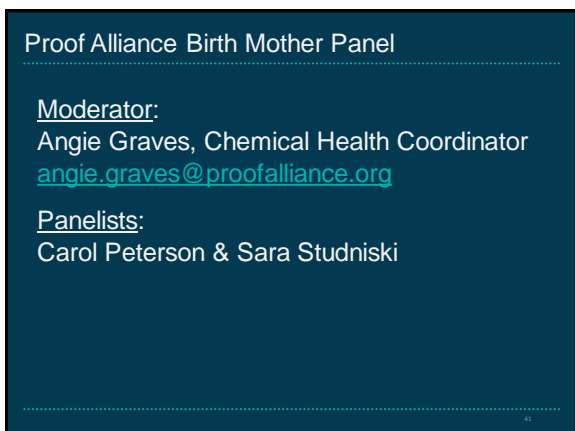 Proof Alliance Birth Mother Panel
Moderator:
Angie Graves, Chemical Health Coordinator
angie.graves@proofalliance.org
Panelists:
Carol Peterson & Sara Studniski
41